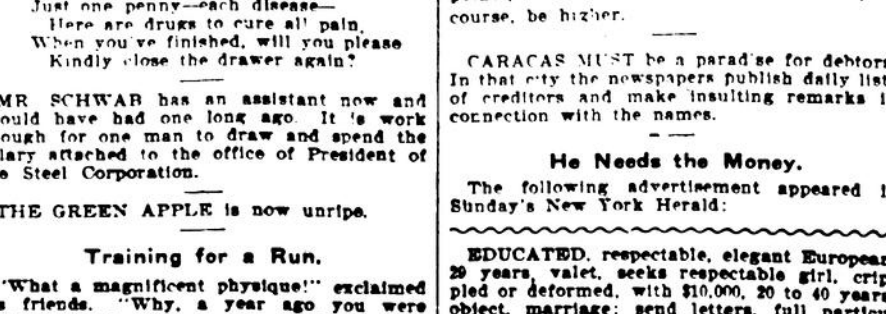 Just one penny—each disease—
Here are drugs to cure all pain,
When you've finished, will you please
Kindly close the drawer again?
MR SCHWAB has an assistant now and
ould have had one long ago. It is work
ough for one man to draw and spend the
lary attached to the office of President of
e Steel Corporation.
THE GREEN APPLE is now unripe.
Training for a Run.
"What a magnificent physique!" exclaimed
s friends. "Why, a year ago you were
course, be higher.
CARACAS MUST be a paradise for debtors
In that city the newspapers publish daily list
of creditors and make insulting remarks i
connection with the names.
He Needs the Money.
The following advertisement appeared i
Sunday's New York Herald:
EDUCATED, respectable, elegant European
29 years, valet, seeks respectable girl, crip
pled or deformed, with $10,000, 20 to 40 years
object, marriage; send letters, full particu